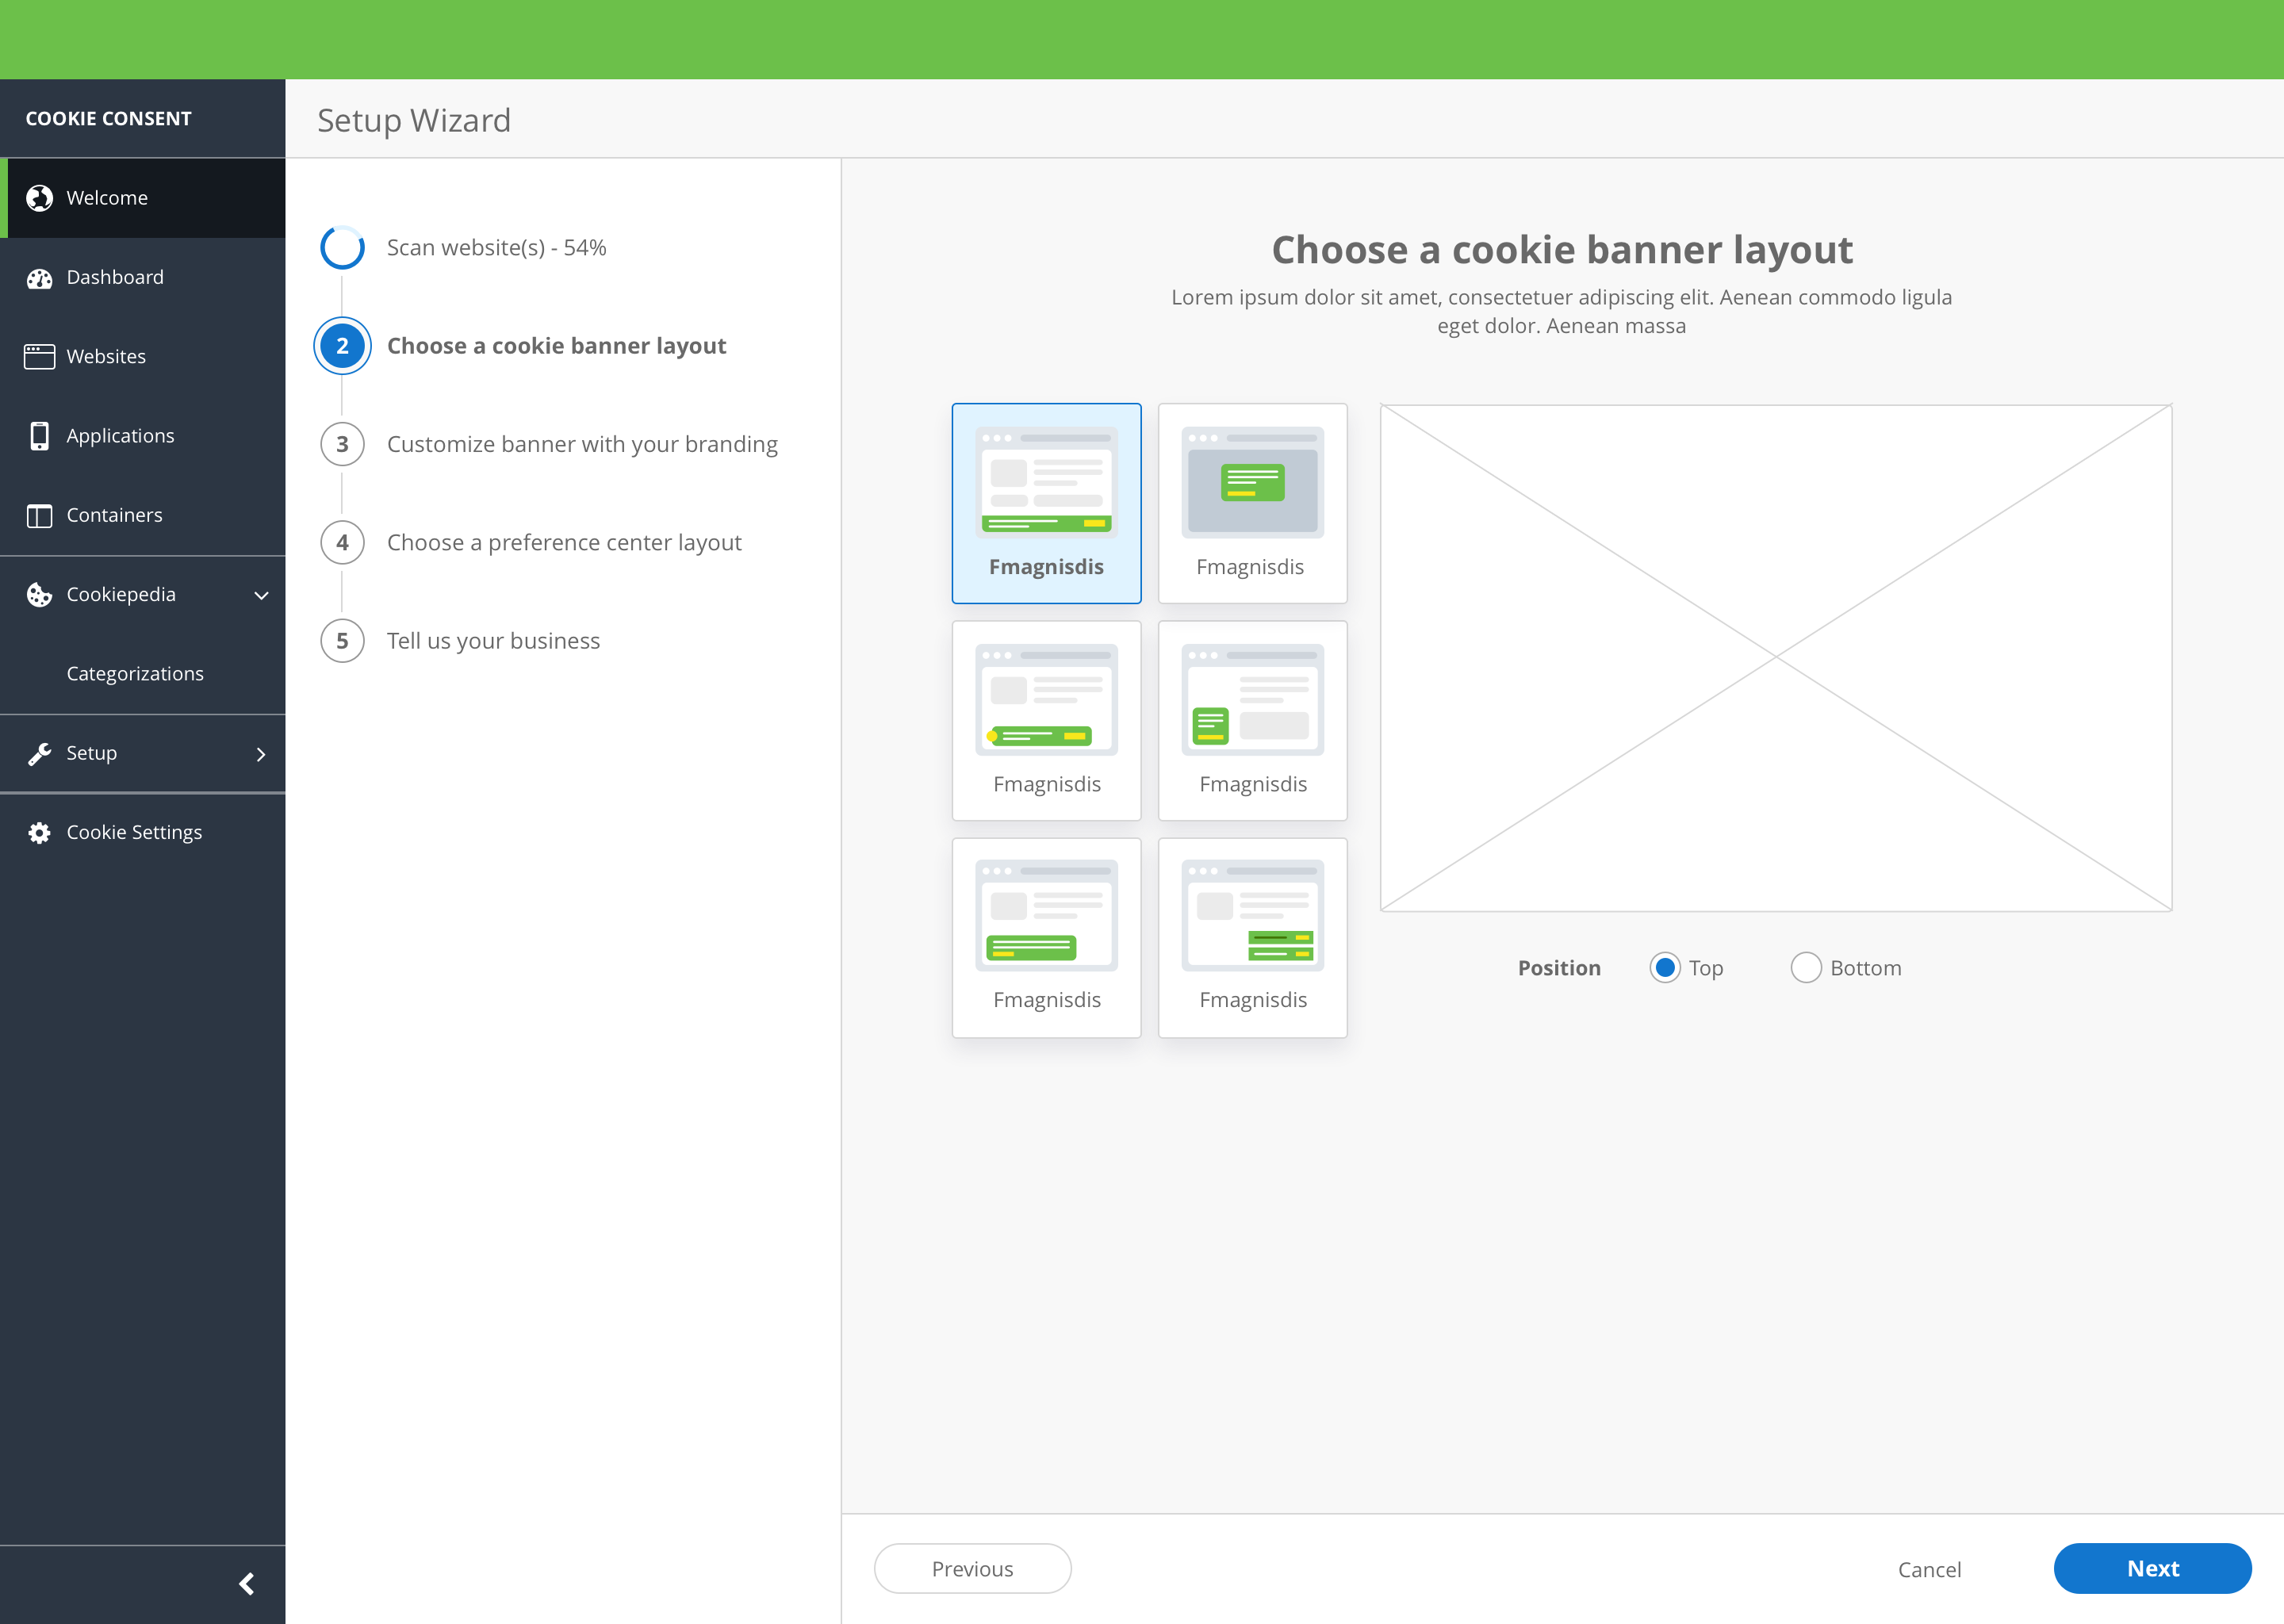 COOKIE CONSENT
Setup Wizard
Welcome
Dashboard
Websites
Applications
Containers
Cookiepedia
Categorizations
Setup
Cookie Settings
Scan website(s) - 54%
2 Choose a cookie banner layout
3 Customize banner with your branding
4 Choose a preference center layout
5 Tell us your business
Choose a cookie banner layout
Lorem ipsum dolor sit amet, consectetuer adipiscing elit. Aenean commodo ligula
eget dolor. Aenean massa
Fmagnisdis
Fmagnisdis
Fmagnisdis
Fmagnisdis
Fmagnisdis
Fmagnisdis
Position Top Bottom
Previous
Cancel
Next